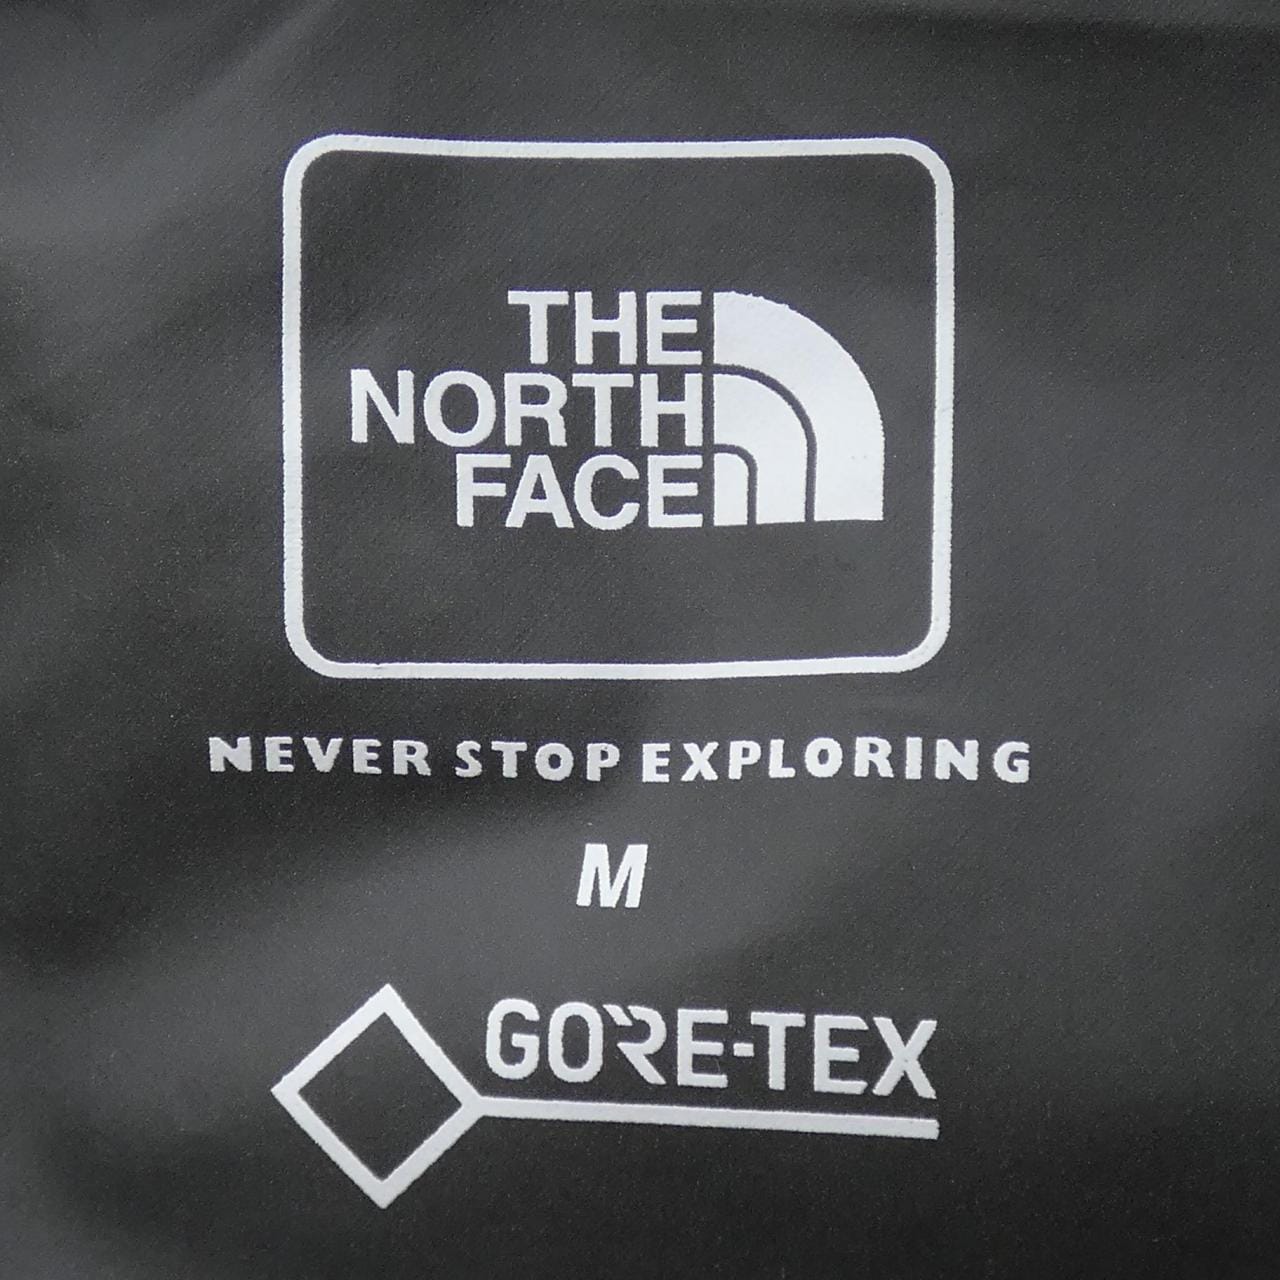 THE
NORTH
FACE
NEVER STOP EXPLORING
M
GORE-TEX